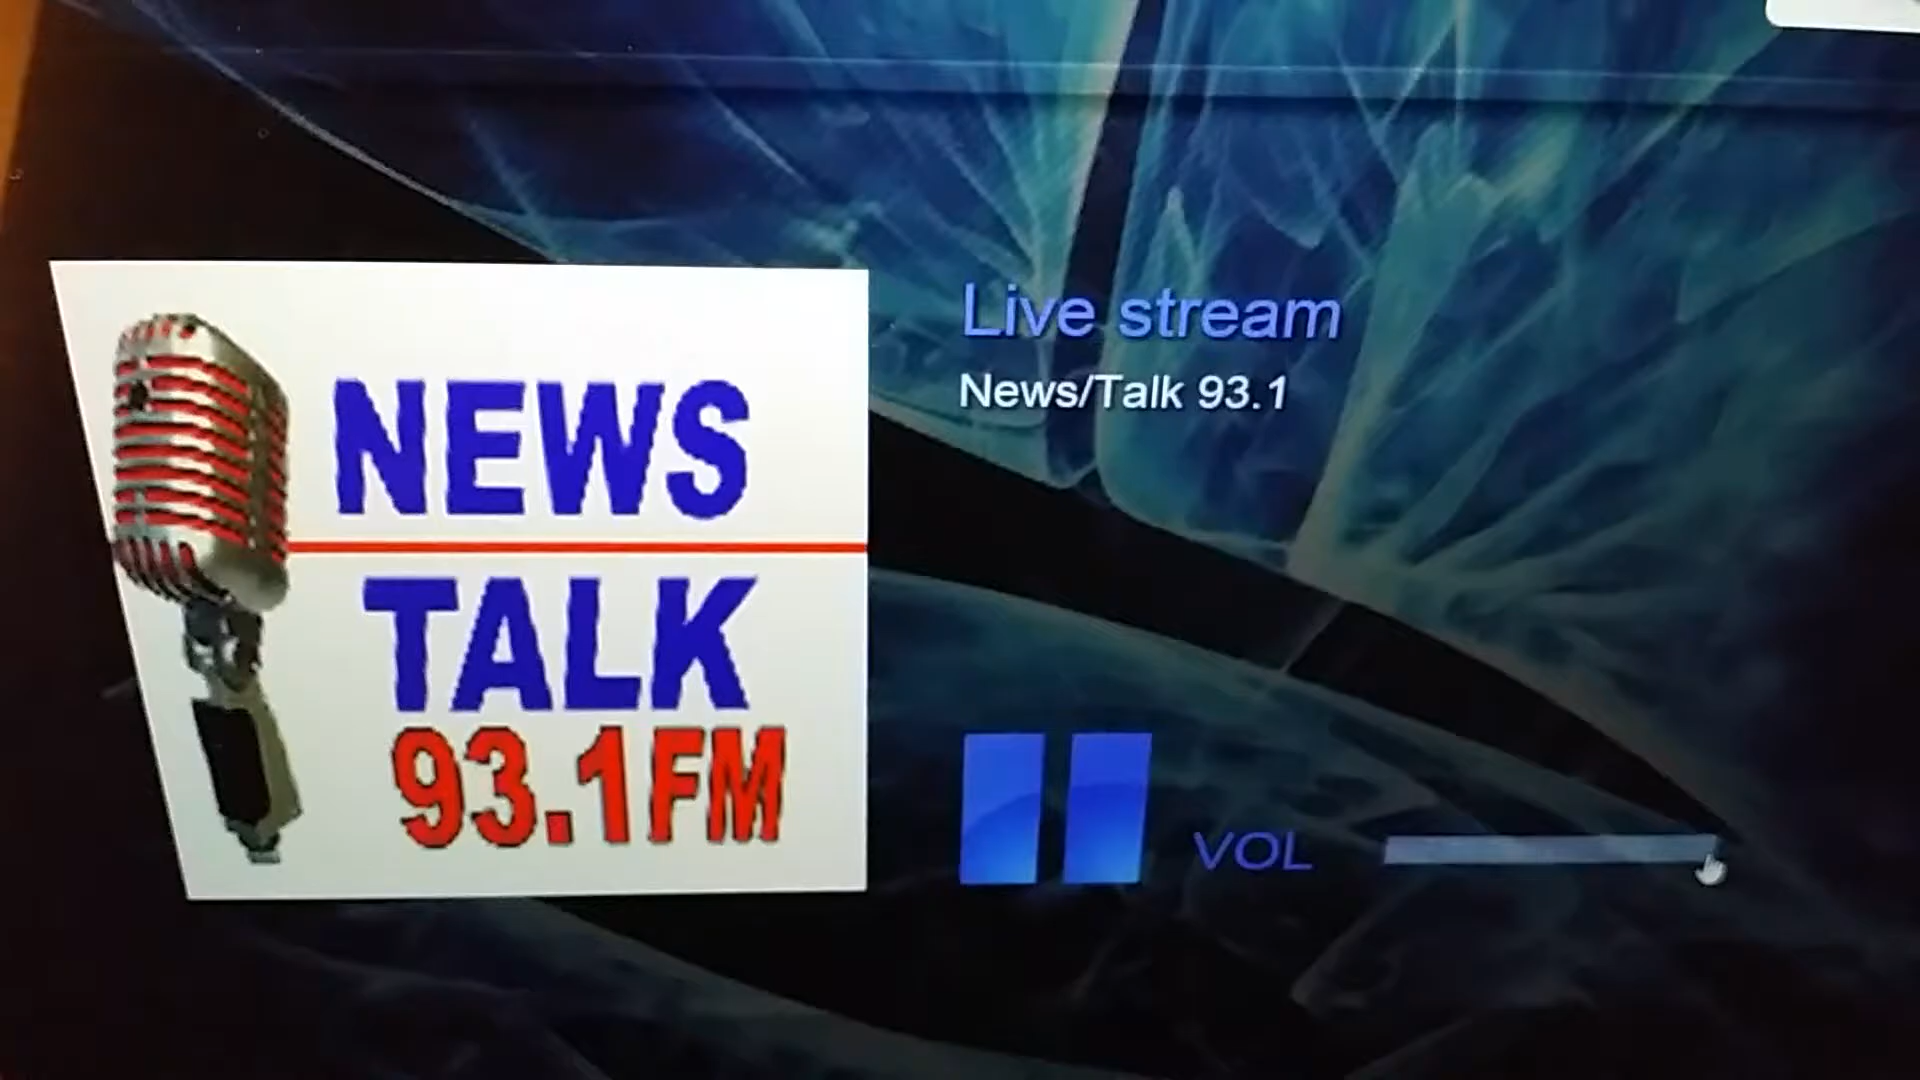 NEWS
TALK
93.1FM
Live stream
News/Talk 93.1
VOL